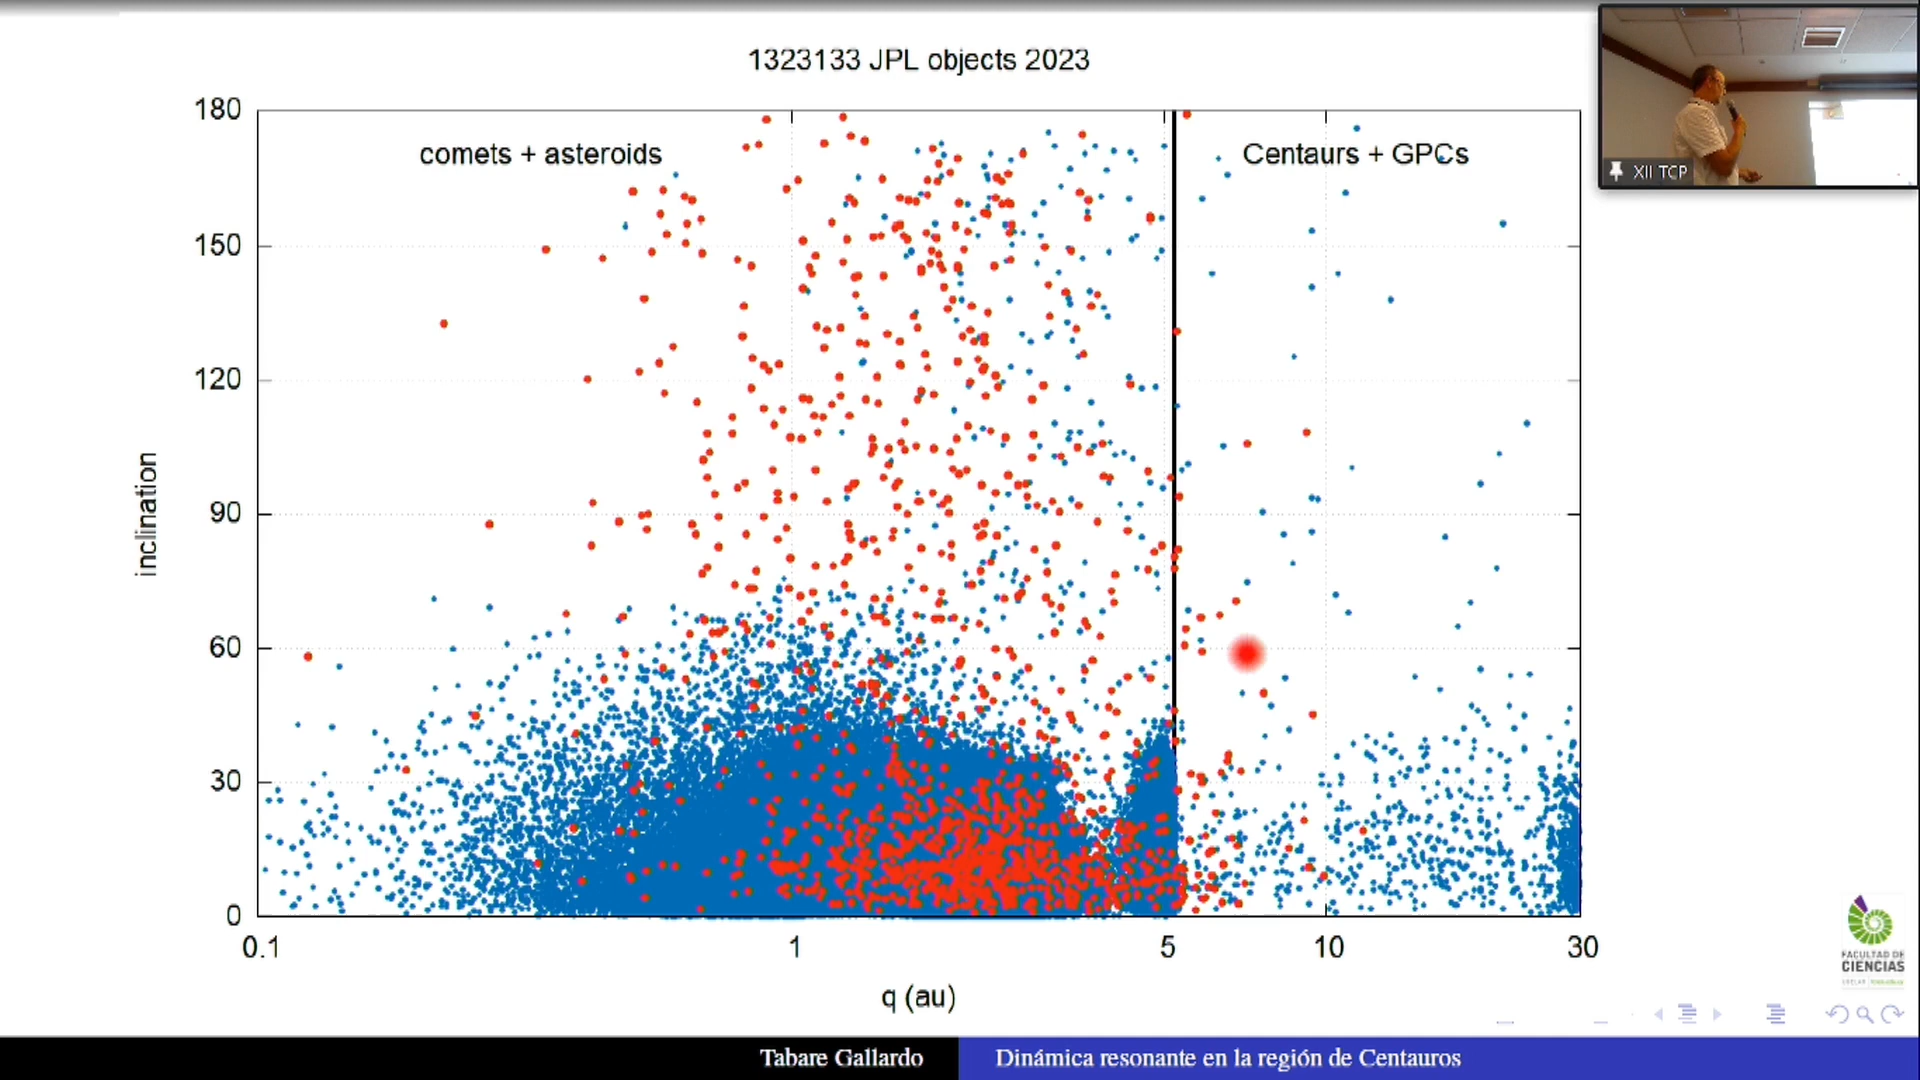 1323133 JPL objects 2023
180
comets + asteroids
Centaurs + GPCs
XII TCP
150
120
90
60
30
0
inclination
0.1
1
5
10
30
q (au)
FACULTAD DE
CIENCIAS
Tabare Gallardo
Dinámica resonante en la región de Centauros